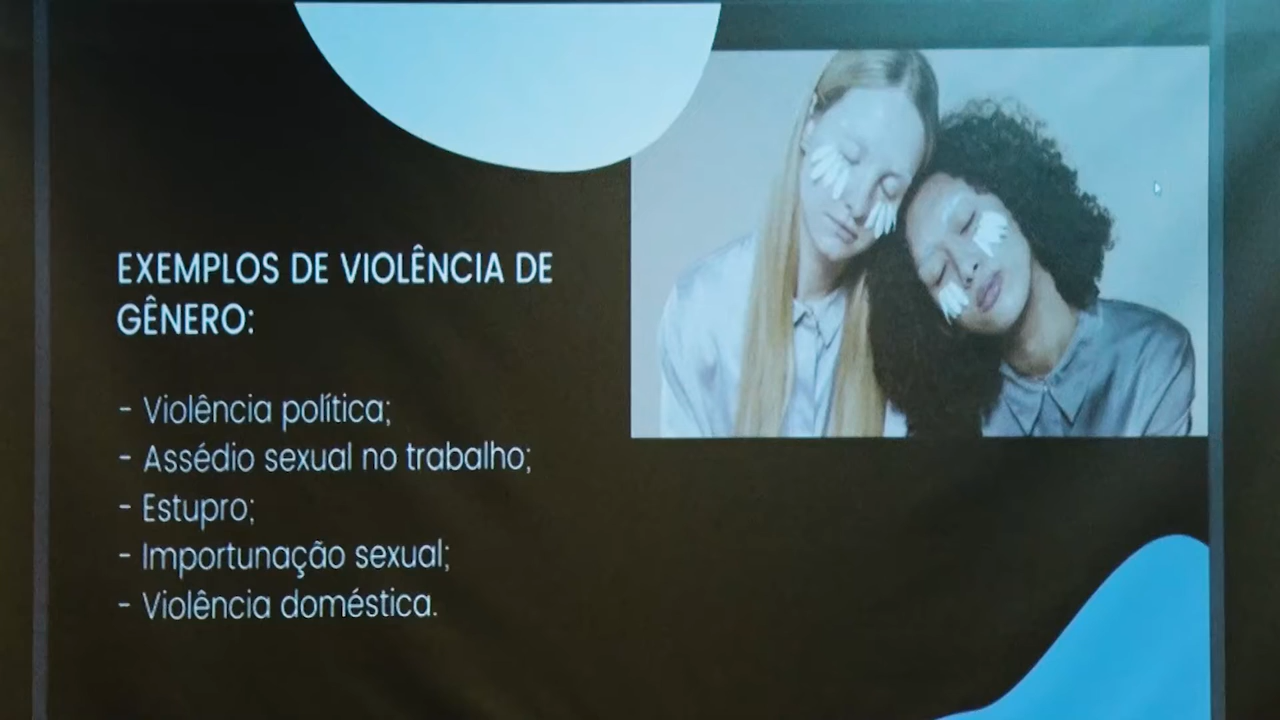 EXEMPLOS DE VIOLÊNCIA DE
GÊNERO:
- Violência política;
- Assédio sexual no trabalho;
- Estupro;
- Importunação sexual;
- Violência doméstica.